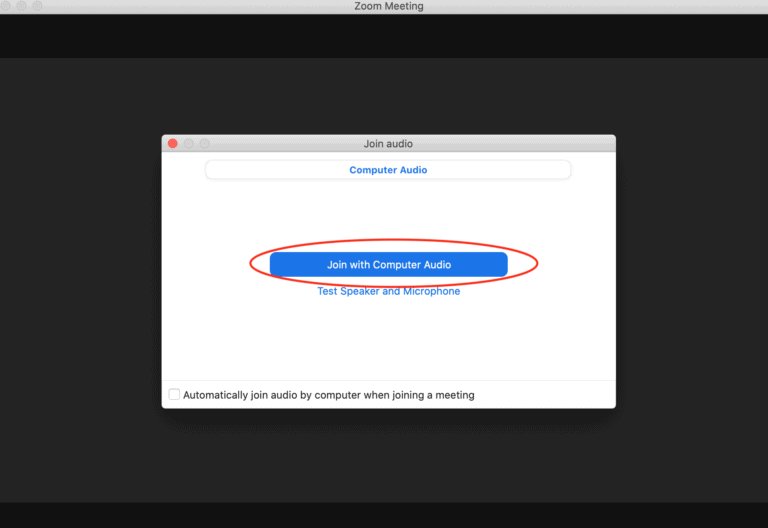 Zoom Meeting
Join audio
Computer Audio
Join with Computer Audio
Test Speaker and Microphone
Automatically join audio by computer when joining a meeting